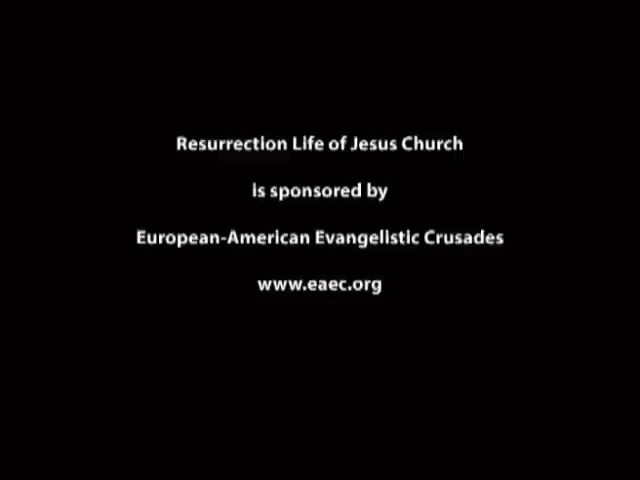 Resurrection Life of Jesus Church
is sponsored by
European-American Evangelistic Crusades
www.eaec.org